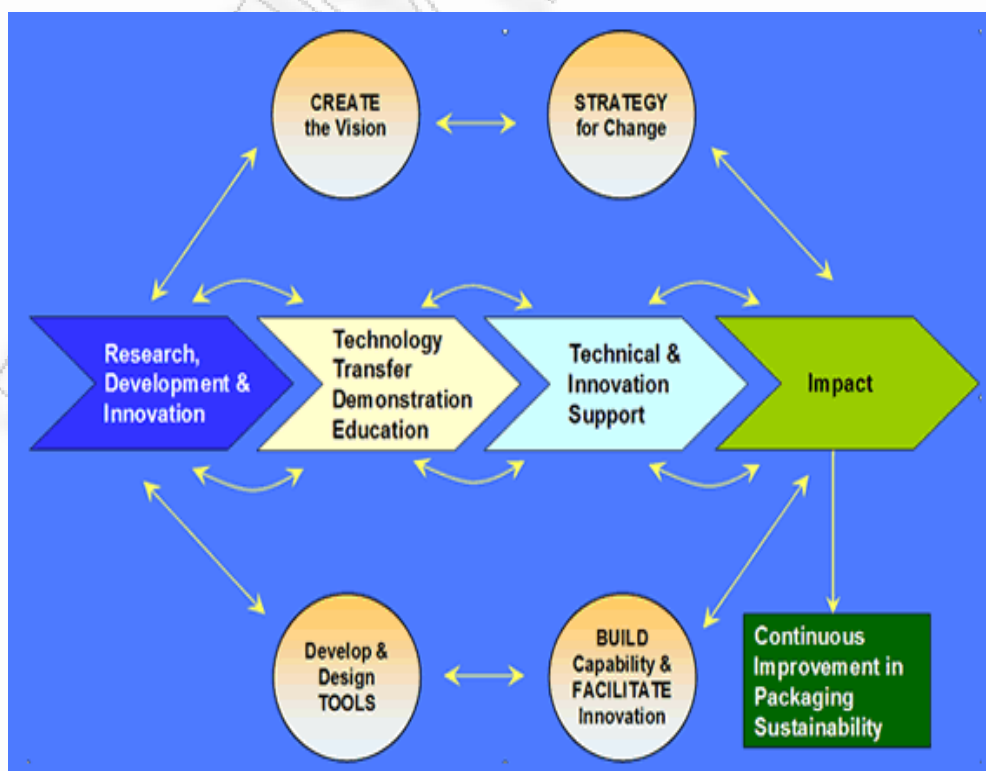 CREATE
the Vision
STRATEGY
for Change
Research,
Development &
Innovation
Technology
Transfer
Demonstration
Education
Technical &
Innovation
Support
Impact
Develop &
Design
TOOLS
BUILD
Capability &
FACILITATE
Innovation
Continuous
Improvement in
Packaging
Sustainability